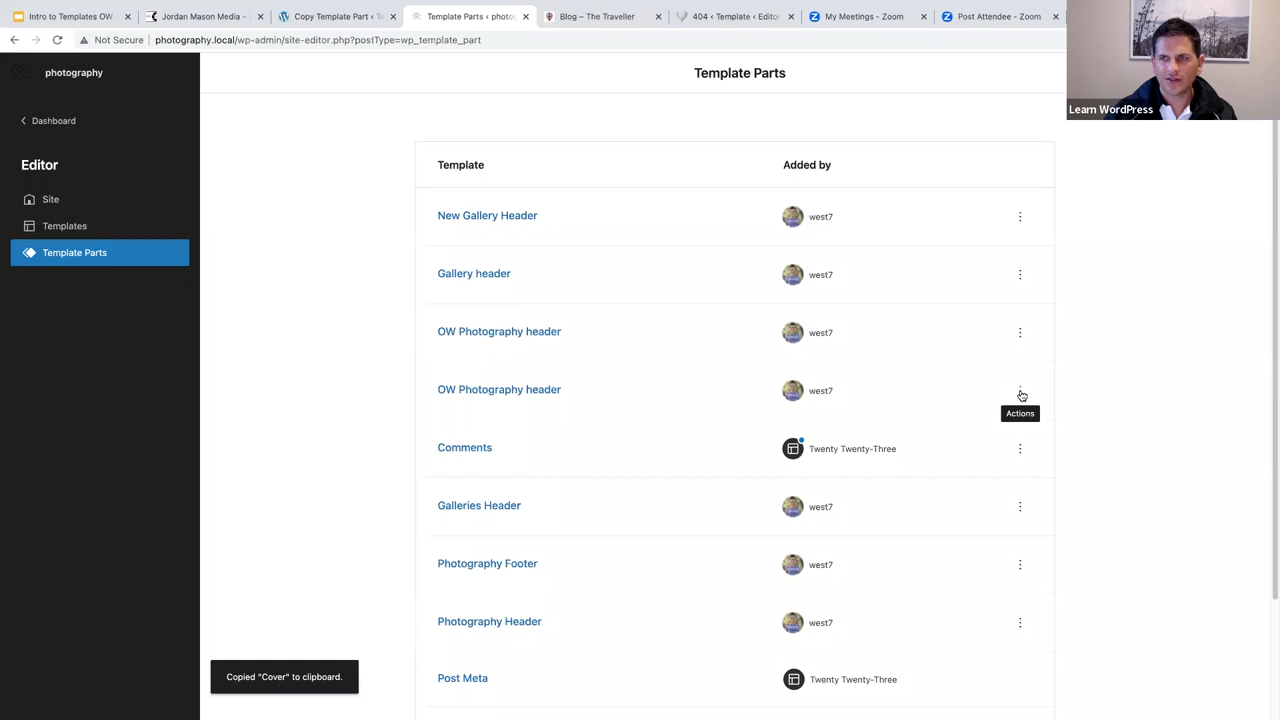 Intro to Templates OW
Jordan Mason Media –
Copy Template Part ‹
Template Parts ‹ photo
Blog – The Traveller
404 ‹ Template ‹ Editor
My Meetings - Zoom
Post Attendee - Zoom
Not Secure photography.local/wp-admin/site-editor.php?postType=wp_template_part
photography
Template Parts
Learn WordPress
Dashboard
Editor
Site
Templates
Template Parts
Template Added by
New Gallery Header west7
Gallery header west7
OW Photography header west7
OW Photography header west7
Actions
Comments Twenty Twenty-Three
Galleries Header west7
Photography Footer west7
Photography Header west7
Post Meta Twenty Twenty-Three
Copied "Cover" to clipboard.